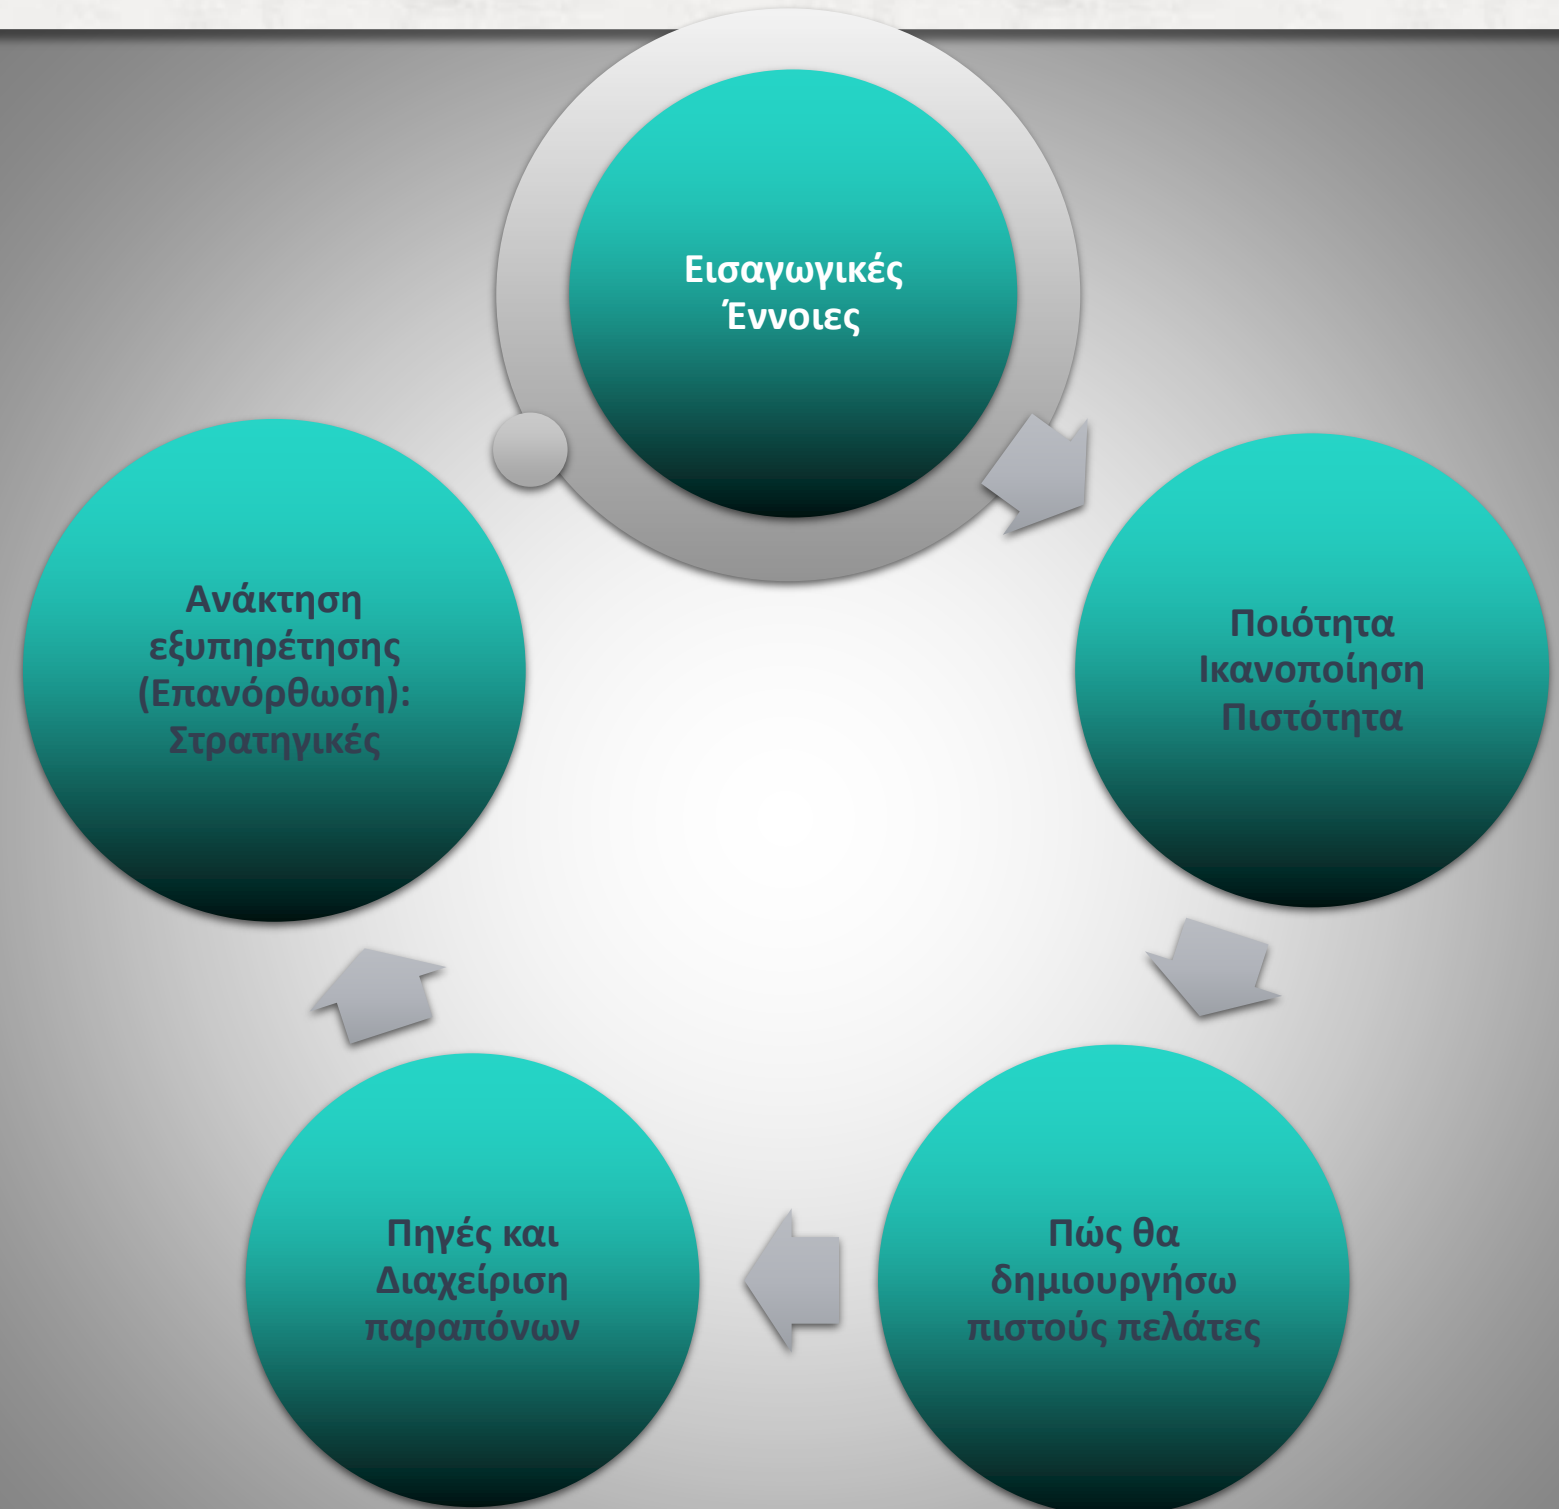 Εισαγωγικές
Έννοιες
Ποιότητα
Ικανοποίηση
Πιστότητα
Πώς θα
δημιουργήσω
πιστούς πελάτες
Πηγές και
Διαχείριση
παραπόνων
Ανάκτηση
εξυπηρέτησης
(Επανόρθωση):
Στρατηγικές